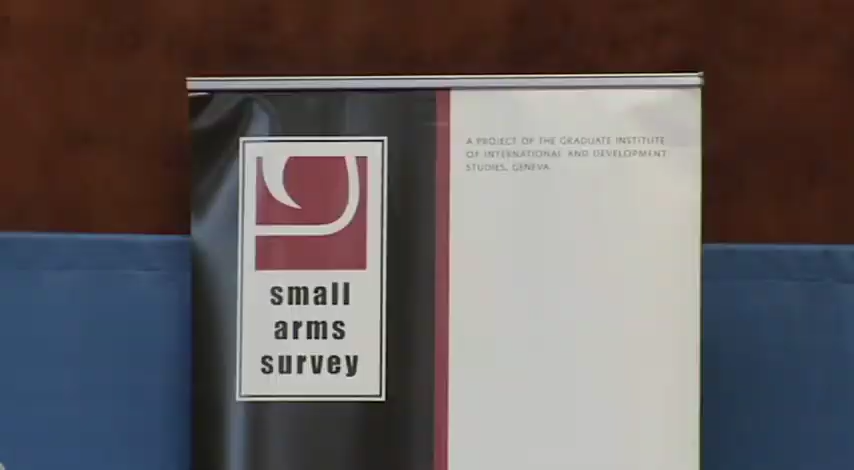 small
arms
survey
A PROJECT OF THE GRADUATE INSTITUTE
OF INTERNATIONAL AND DEVELOPMENT
STUDIES, GENEVA